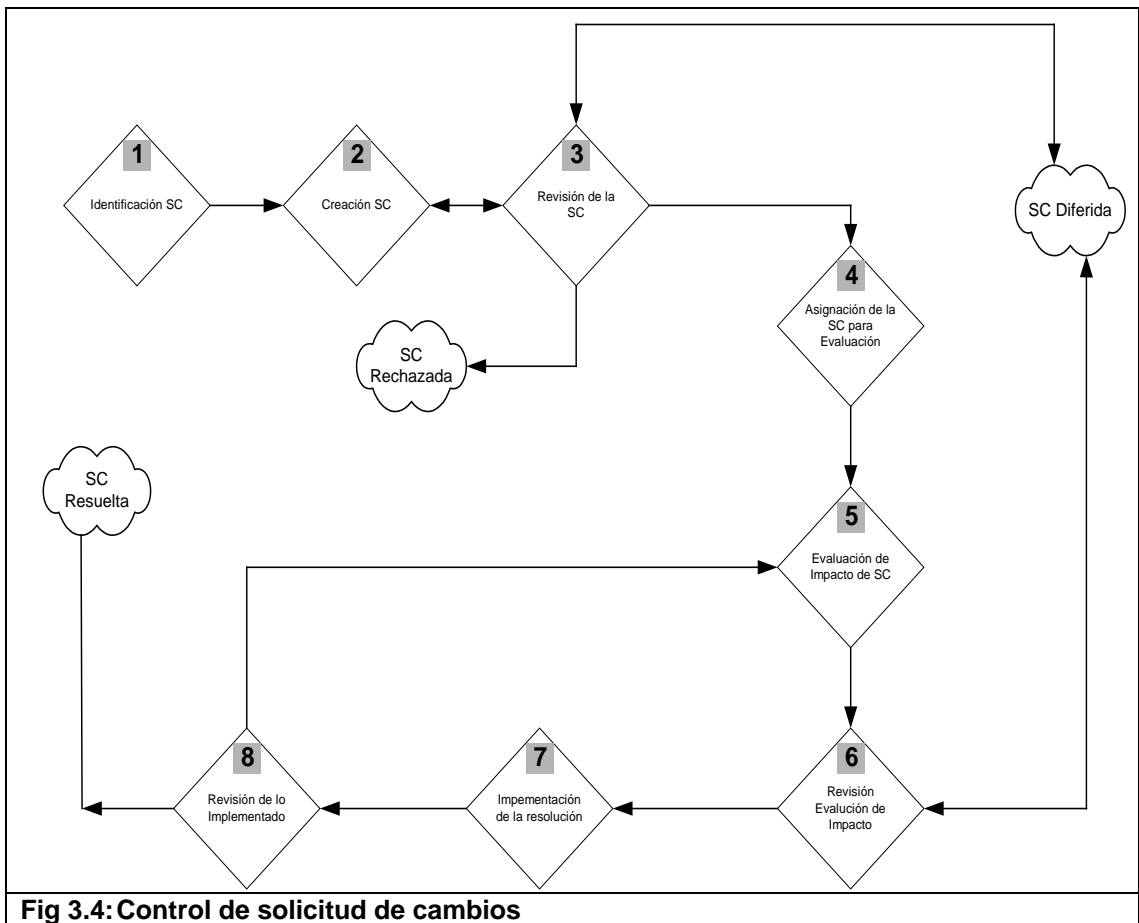 1
Identificación SC
2
Creación SC
3
Revisión de la
SC
SC Diferida
4
Asignación de la
SC para
Evaluación
SC
Rechazada
SC
Resuelta
5
Evaluación de
Impacto de SC
8
Revisión de lo
Implementado
7
Impementación
de la resolución
6
Revisión
Evalución de
Impacto
Fig 3.4: Control de solicitud de cambios